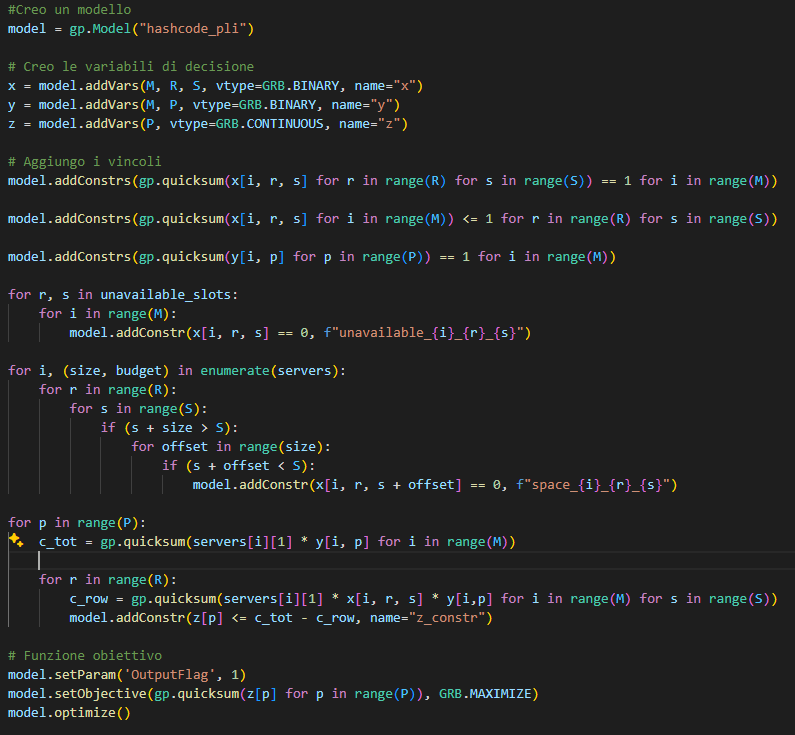 #Creo un modello
model = gp.Model("hashcode_pli")
# Creo le variabili di decisione
x = model.addVars(M, R, S, vtype=GRB.BINARY, name="x")
y = model.addVars(M, P, vtype=GRB.BINARY, name="y")
z = model.addVars(P, vtype=GRB.CONTINUOUS, name="z")
# Aggiungo i vincoli
model.addConstrs(gp.quicksum(x[i, r, s] for r in range(R) for s in range(S)) == 1 for i in range(M))
model.addConstrs(gp.quicksum(x[i, r, s] for i in range(M)) <= 1 for r in range(R) for s in range(S))
model.addConstrs(gp.quicksum(y[i, p] for p in range(P)) == 1 for i in range(M))
for r, s in unavailable_slots:
    for i in range(M):
        model.addConstr(x[i, r, s] == 0, f"unavailable_{i}_{r}_{s}")
for i, (size, budget) in enumerate(servers):
    for r in range(R):
        for s in range(S):
            if (s + size > S):
                for offset in range(size):
                    if (s + offset < S):
                        model.addConstr(x[i, r, s + offset] == 0, f"space_{i}_{r}_{s}")
for p in range(P):
    c_tot = gp.quicksum(servers[i][1] * y[i, p] for i in range(M))
    for r in range(R):
        c_row = gp.quicksum(servers[i][1] * x[i, r, s] * y[i,p] for i in range(M) for s in range(S))
        model.addConstr(z[p] <= c_tot - c_row, name="z_constr")
# Funzione obiettivo
model.setParam('OutputFlag', 1)
model.setObjective(gp.quicksum(z[p] for p in range(P)), GRB.MAXIMIZE)
model.optimize()